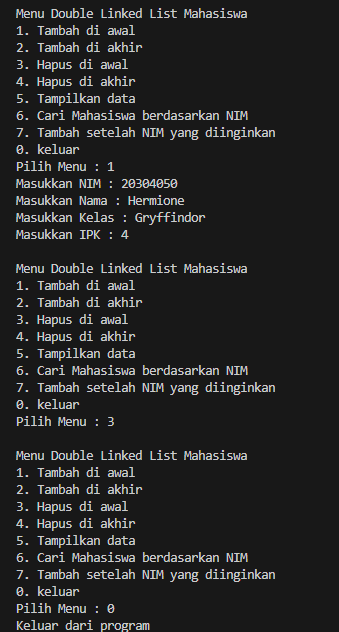 Menu Double Linked List Mahasiswa
1. Tambah di awal
2. Tambah di akhir
3. Hapus di awal
4. Hapus di akhir
5. Tampilkan data
6. Cari Mahasiswa berdasarkan NIM
7. Tambah setelah NIM yang diinginkan
0. keluar
Pilih Menu : 1
Masukkan NIM : 20304050
Masukkan Nama : Hermione
Masukkan Kelas : Gryffindor
Masukkan IPK : 4

Menu Double Linked List Mahasiswa
1. Tambah di awal
2. Tambah di akhir
3. Hapus di awal
4. Hapus di akhir
5. Tampilkan data
6. Cari Mahasiswa berdasarkan NIM
7. Tambah setelah NIM yang diinginkan
0. keluar
Pilih Menu : 3

Menu Double Linked List Mahasiswa
1. Tambah di awal
2. Tambah di akhir
3. Hapus di awal
4. Hapus di akhir
5. Tampilkan data
6. Cari Mahasiswa berdasarkan NIM
7. Tambah setelah NIM yang diinginkan
0. keluar
Pilih Menu : 0
Keluar dari program